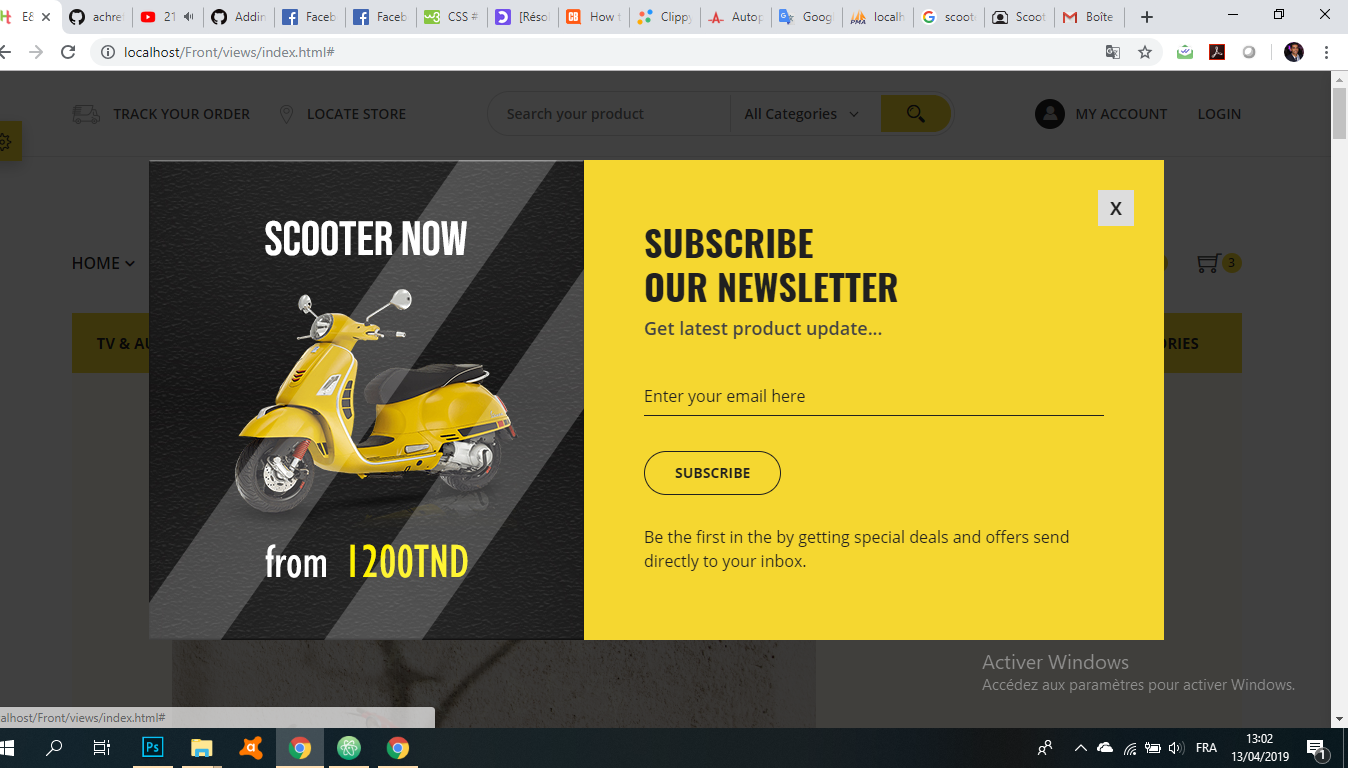 E&
achre
21
Addin
Faceb
Faceb
CSS #
[Réso
How t
Clippy
Autop
Goog
localh
scoot
Scoot
Boîte
localhost/Front/views/index.html#
TRACK YOUR ORDER
LOCATE STORE
Search your product
All Categories
MY ACCOUNT
LOGIN
SCOOTER NOW
from 1200TND
X
SUBSCRIBE
OUR NEWSLETTER
Get latest product update...
Enter your email here
SUBSCRIBE
Be the first in the by getting special deals and offers send
directly to your inbox.
HOME
3
TV & AU
RIES
Activer Windows
Accédez aux paramètres pour activer Windows.
alhost/Front/views/index.html#
Ps
FRA
13:02
13/04/2019
1